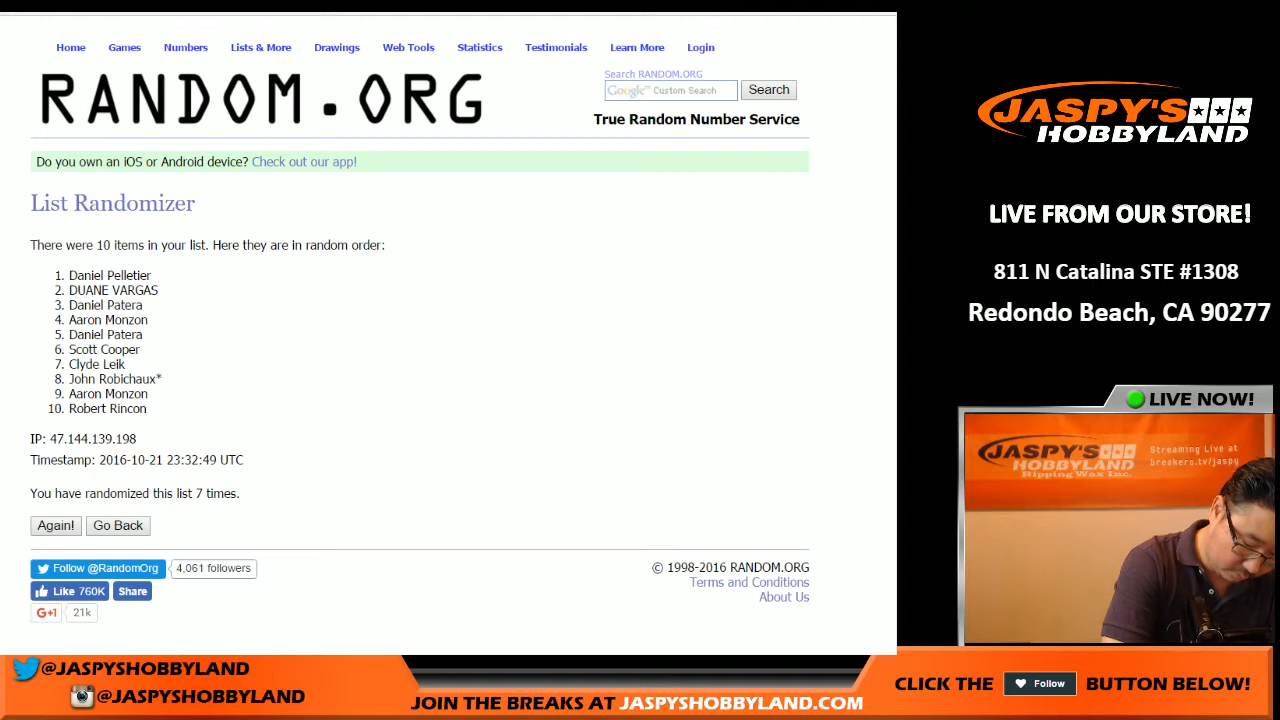 Home Games Numbers Lists & More Drawings Web Tools Statistics Testimonials Learn More Login
RANDOM.ORG
Search RANDOM.ORG
Google™ Custom Search Search
True Random Number Service
Do you own an iOS or Android device? Check out our app!
List Randomizer
There were 10 items in your list. Here they are in random order:
1. Daniel Pelletier
2. DUANE VARGAS
3. Daniel Patera
4. Aaron Monzon
5. Daniel Patera
6. Scott Cooper
7. Clyde Leik
8. John Robichaux*
9. Aaron Monzon
10. Robert Rincon
IP: 47.144.139.198
Timestamp: 2016-10-21 23:32:49 UTC
You have randomized this list 7 times.
Again! Go Back
Follow @RandomOrg 4,061 followers
Like 760K Share
G+1 21k
© 1998-2016 RANDOM.ORG
Terms and Conditions
About Us
JASPY'S
HOBBYLAND
LIVE FROM OUR STORE!
811 N Catalina STE #1308
Redondo Beach, CA 90277
LIVE NOW!
JASPY'S
HOBBYLAND
Ripping Wax Inc.
Streaming Live at
breakers.tv/jaspy
@JASPYSHOBBYLAND
@JASPYSHOBBYLAND
JOIN THE BREAKS AT JASPYSHOBBYLAND.COM
CLICK THE Follow BUTTON BELOW!